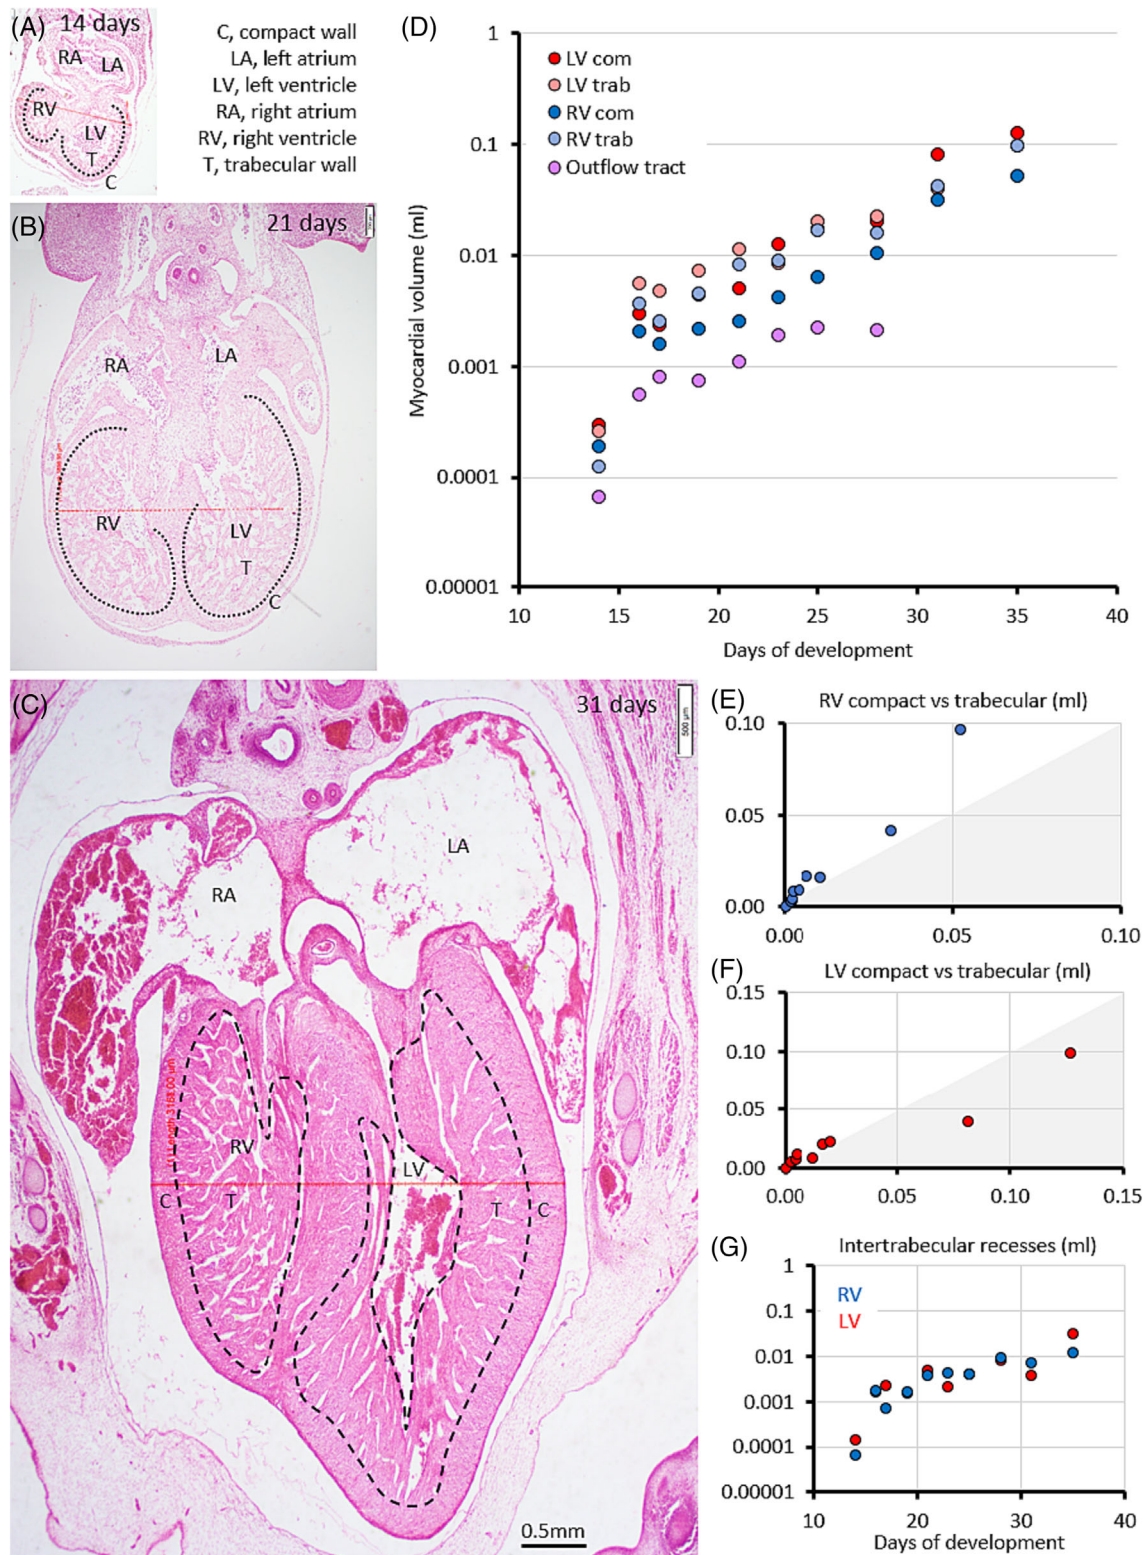 (A)
14 days
RA
LA
RV
LV
T
C
C, compact wall
LA, left atrium
LV, left ventricle
RA, right atrium
RV, right ventricle
T, trabecular wall
(B)
21 days
RA
LA
RV
LV
T
C
(C)
31 days
500 µm
LA
RA
RV
LV
C
T
T
C
0.5mm
(D)
LV com
LV trab
RV com
RV trab
Outflow tract
Myocardial volume (ml)
1
0.1
0.01
0.001
0.0001
0.00001
10 15 20 25 30 35 40
Days of development
(E)
RV compact vs trabecular (ml)
0.10
0.05
0.00
0.00 0.05 0.10
(F)
LV compact vs trabecular (ml)
0.15
0.10
0.05
0.00
0.00 0.05 0.10 0.15
(G)
Intertrabecular recesses (ml)
RV
LV
1
0.1
0.01
0.001
0.0001
0.00001
10 20 30 40
Days of development